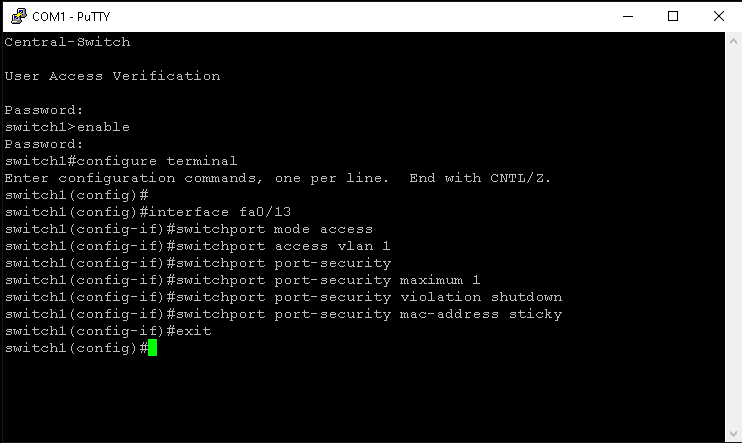 COM1 - PuTTY
Central-Switch
User Access Verification
Password:
switch1>enable
Password:
switch1#configure terminal
Enter configuration commands, one per line.  End with CNTL/Z.
switch1(config)#
switch1(config)#interface fa0/13
switch1(config-if)#switchport mode access
switch1(config-if)#switchport access vlan 1
switch1(config-if)#switchport port-security
switch1(config-if)#switchport port-security maximum 1
switch1(config-if)#switchport port-security violation shutdown
switch1(config-if)#switchport port-security mac-address sticky
switch1(config-if)#exit
switch1(config)#